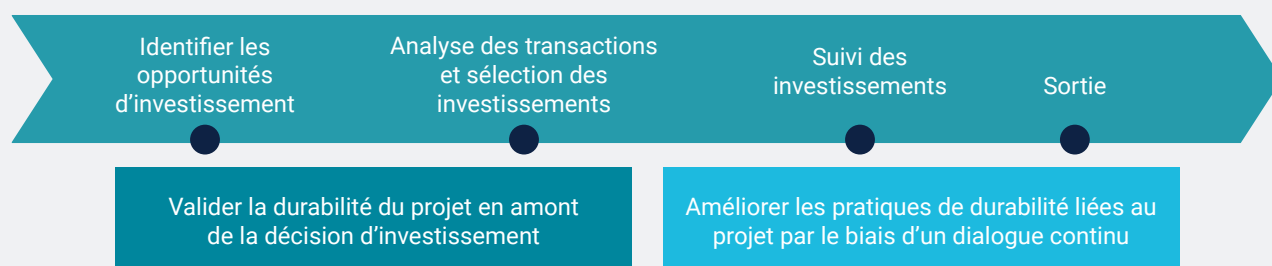 Identifier les
opportunités
d’investissement
Analyse des transactions
et sélection des
investissements
Suivi des
investissements
Sortie
Valider la durabilité du projet en amont
de la décision d’investissement
Améliorer les pratiques de durabilité liées au
projet par le biais d’un dialogue continu